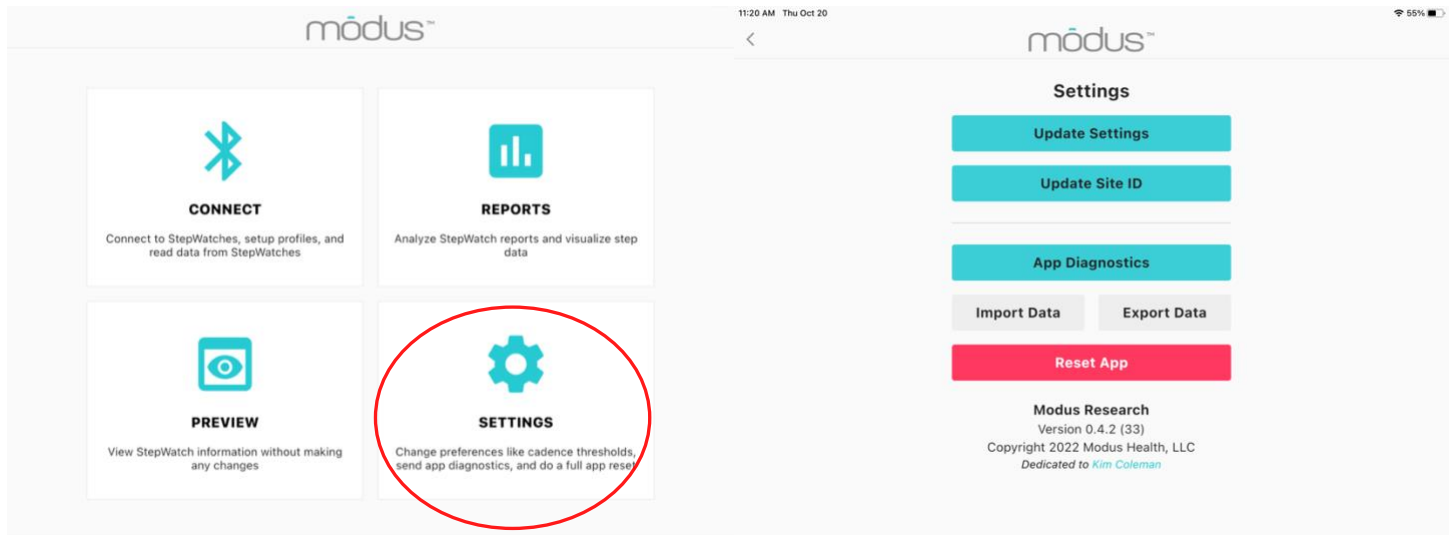 mōdus™
CONNECT
Connect to StepWatches, setup profiles, and
read data from StepWatches
REPORTS
Analyze StepWatch reports and visualize step
data
PREVIEW
View StepWatch information without making
any changes
SETTINGS
Change preferences like cadence thresholds,
send app diagnostics, and do a full app reset
11:20 AM Thu Oct 20
55%
mōdus™
Settings
Update Settings
Update Site ID
App Diagnostics
Import Data
Export Data
Reset App
Modus Research
Version 0.4.2 (33)
Copyright 2022 Modus Health, LLC
Dedicated to Kim Coleman